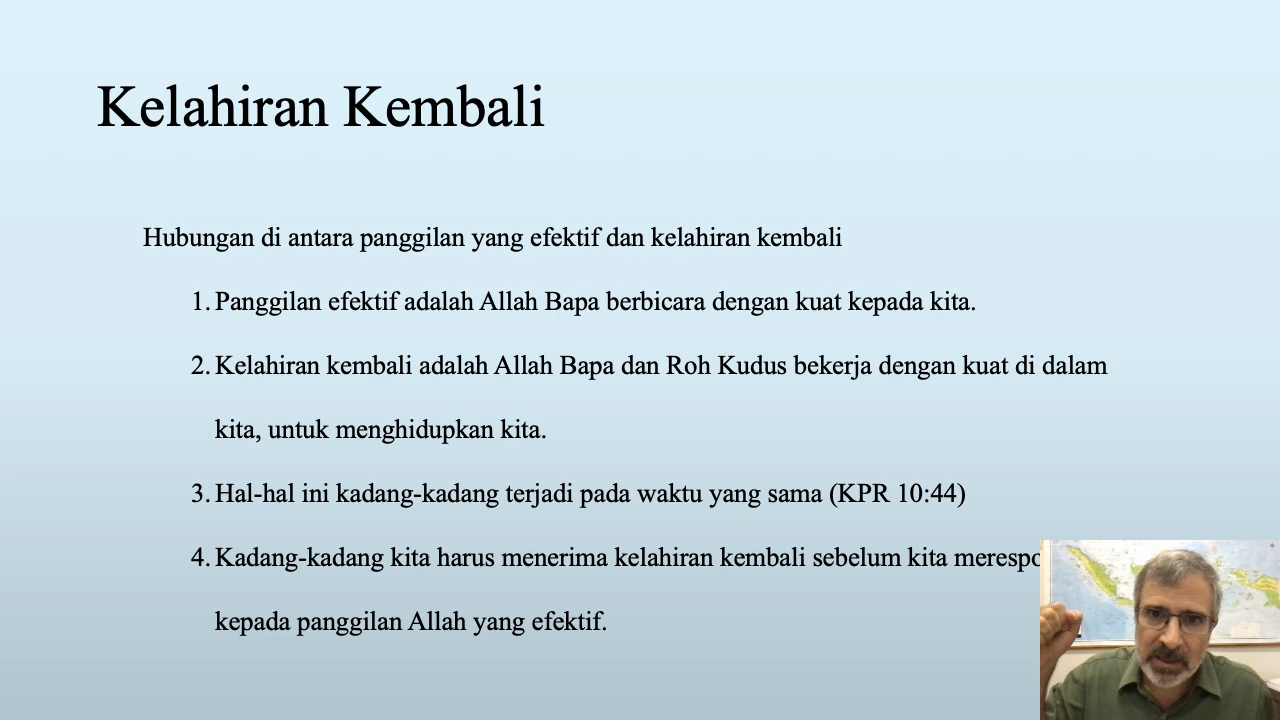 Kelahiran Kembali
Hubungan di antara panggilan yang efektif dan kelahiran kembali
1. Panggilan efektif adalah Allah Bapa berbicara dengan kuat kepada kita.
2. Kelahiran kembali adalah Allah Bapa dan Roh Kudus bekerja dengan kuat di dalam
kita, untuk menghidupkan kita.
3. Hal-hal ini kadang-kadang terjadi pada waktu yang sama (KPR 10:44)
4. Kadang-kadang kita harus menerima kelahiran kembali sebelum kita merespo
kepada panggilan Allah yang efektif.